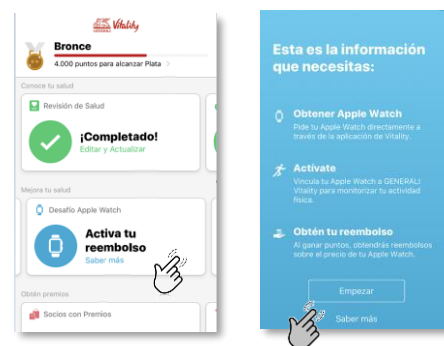 Vitality
Bronce
4.000 puntos para alcanzar Plata >
Conoce tu salud
Revisión de Salud
¡Completado!
Editar y Actualizar
Mejora tu salud
Desafío Apple Watch
Activa tu
reembolso
Saber más
Obtén premios
Socios con Premios
Esta es la información
que necesitas:
Obtener Apple Watch
Pide tu Apple Watch directamente a
través de la aplicación de Vitality.
Actívate
Vincula tu Apple Watch a GENERALI
Vitality para monitorizar tu actividad
física.
Obtén tu reembolso
Al ganar puntos, obtendrás reembolsos
sobre el precio de tu Apple Watch.
Empezar
Saber más